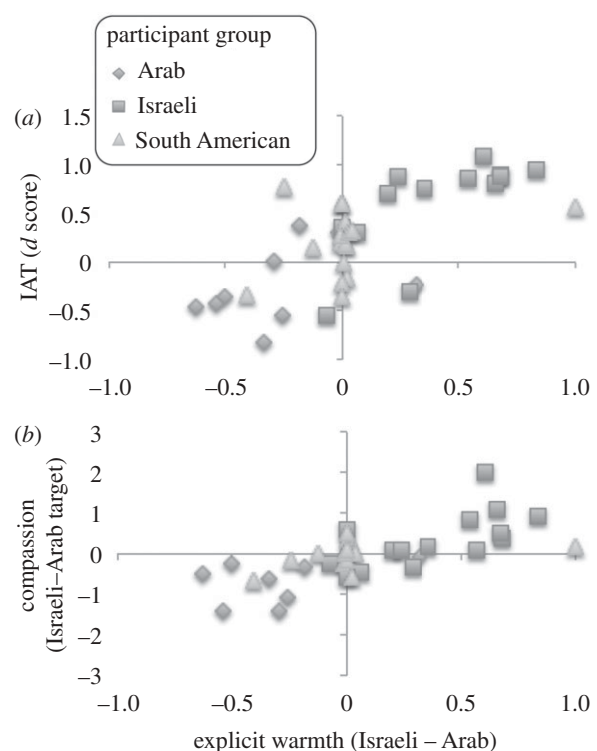 participant group
Arab
Israeli
South American
(a)
1.5
1.0
0.5
0
–0.5
–1.0
IAT (d score)
–1.0
–0.5
0
0.5
1.0
(b)
3
2
1
0
–1
–2
–3
compassion
(Israeli–Arab target)
–1.0
–0.5
0
0.5
1.0
explicit warmth (Israeli – Arab)